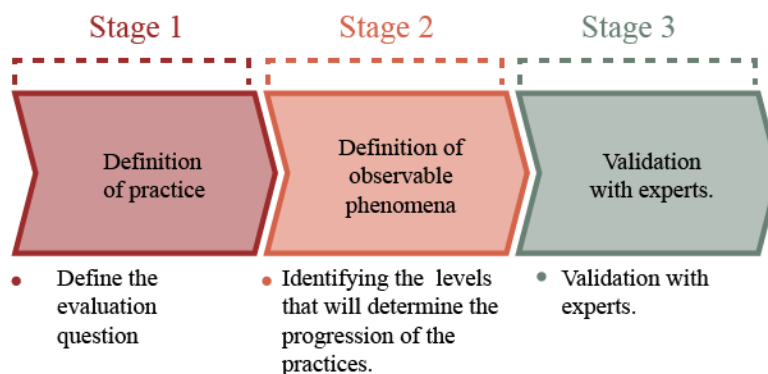 Stage 1
Stage 2
Stage 3
Definition
of practice
Definition of
observable
phenomena
Validation
with experts.
• Define the
evaluation
question
• Identifying the levels
that will determine the
progression of the
practices.
• Validation with
experts.